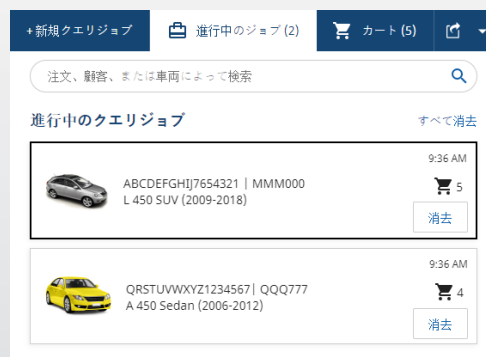 +新規クエリジョブ
進行中のジョブ (2)
カート (5)
注文、顧客、または車両によって検索
進行中のクエリジョブ
すべて消去
9:36 AM
ABCDEFGHIJ7654321 | MMM000
5
L 450 SUV (2009-2018)
消去
9:36 AM
QRSTUVWXYZ1234567| QQQ777
4
A 450 Sedan (2006-2012)
消去